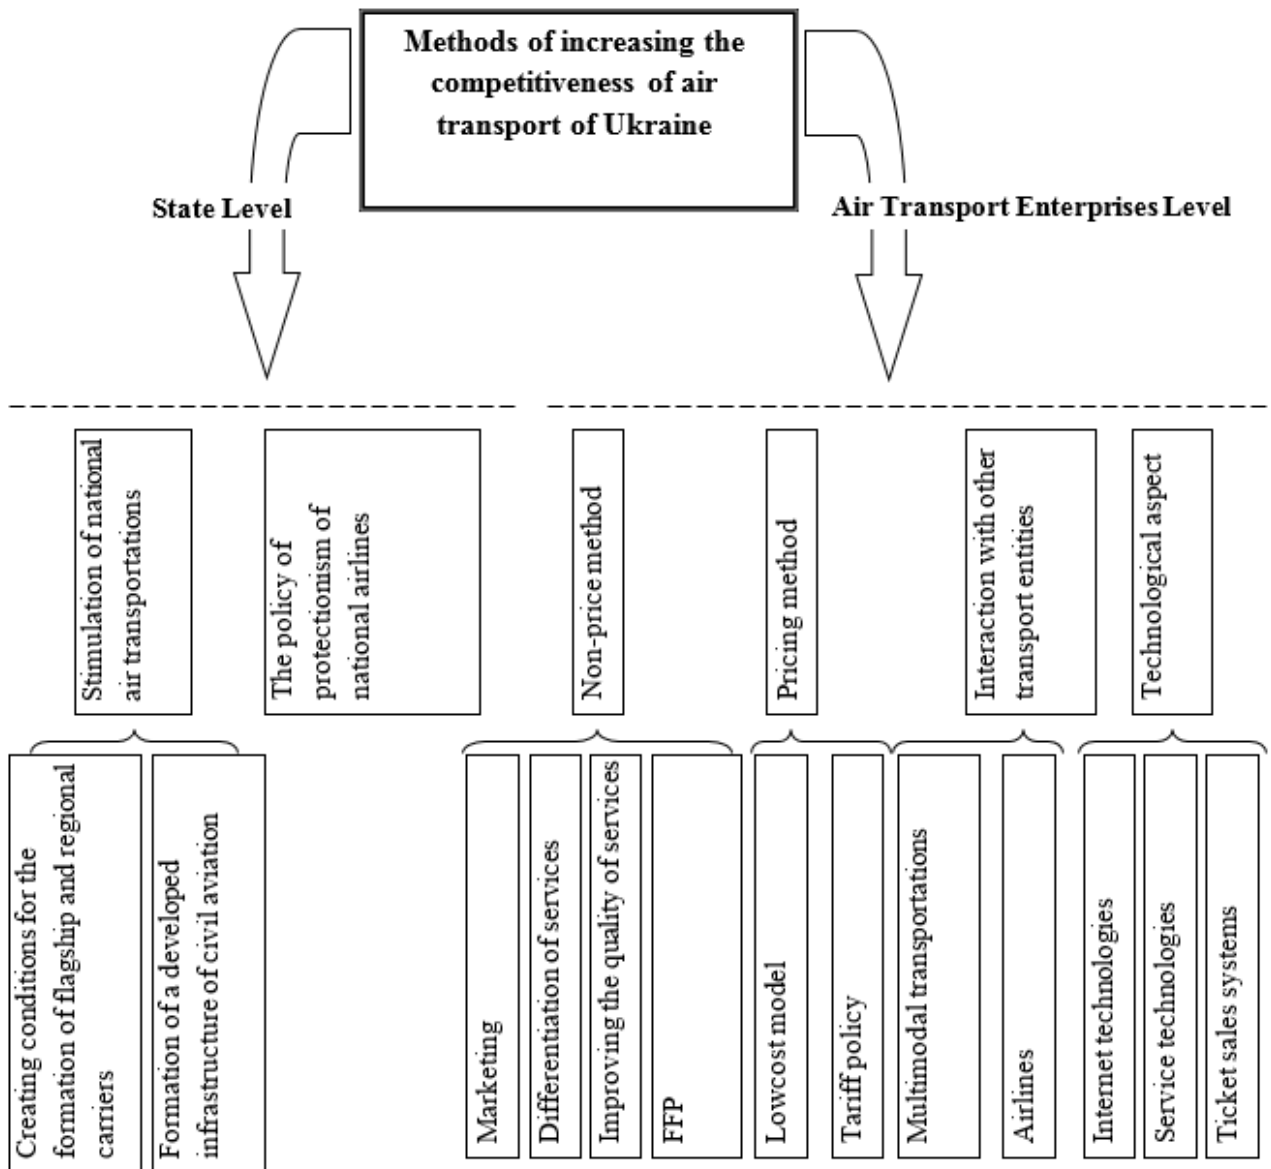 Methods of increasing the
competitiveness of air
transport of Ukraine
State Level
Air Transport Enterprises Level
Stimulation of national
air transportations
The policy of
protectionism of
national airlines
Non-price method
Pricing method
Interaction with other
transport entities
Technological aspect
Creating conditions for the
formation of flagship and regional
carriers
Formation of a developed
infrastructure of civil aviation
Marketing
Differentiation of services
Improving the quality of services
FFP
Lowcost model
Tariff policy
Multimodal transportations
Airlines
Internet technologies
Service technologies
Ticket sales systems